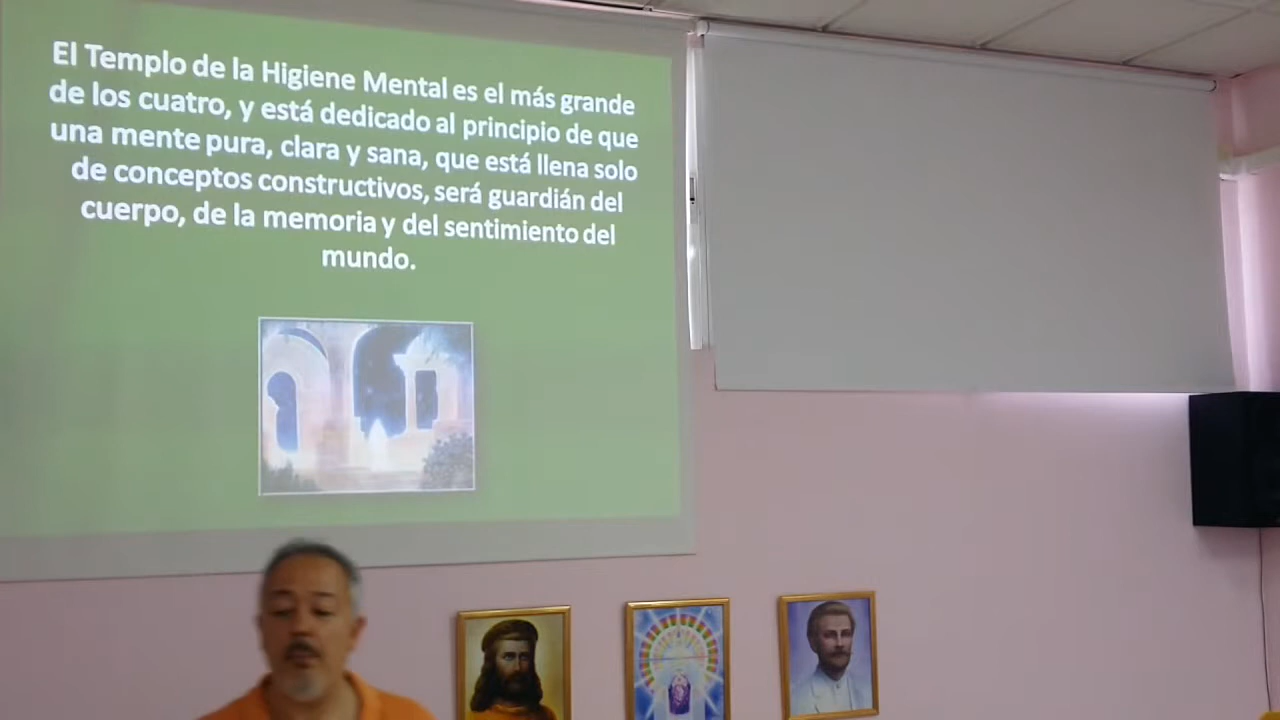 El Templo de la Higiene Mental es el más grande
de los cuatro, y está dedicado al principio de que
una mente pura, clara y sana, que está llena solo
de conceptos constructivos, será guardián del
cuerpo, de la memoria y del sentimiento del
mundo.